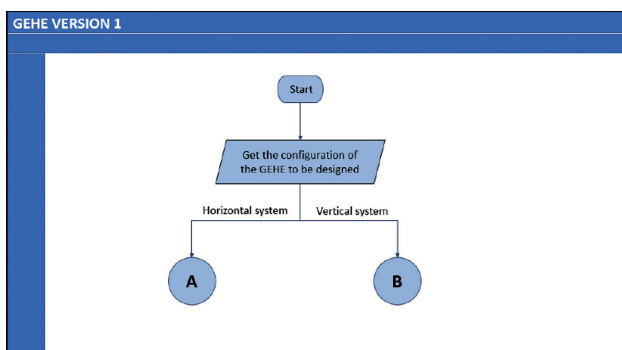 GEHE VERSION 1
Start
Get the configuration of
the GEHE to be designed
Horizontal system
Vertical system
A
B